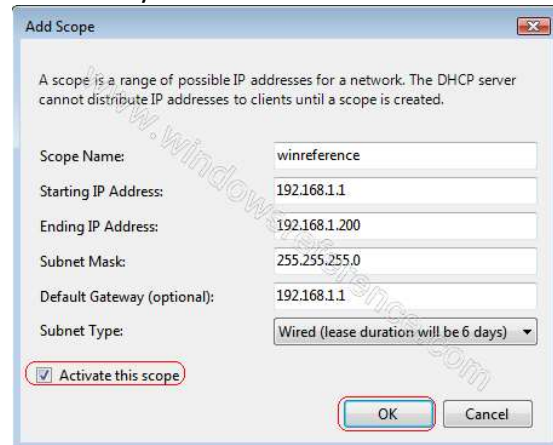 Add Scope
A scope is a range of possible IP addresses for a network. The DHCP server
cannot distribute IP addresses to clients until a scope is created.
Scope Name: winreference
Starting IP Address: 192.168.1.1
Ending IP Address: 192.168.1.200
Subnet Mask: 255.255.255.0
Default Gateway (optional): 192.168.1.1
Subnet Type: Wired (lease duration will be 6 days)
Activate this scope
OK Cancel
www.windowsreference.com